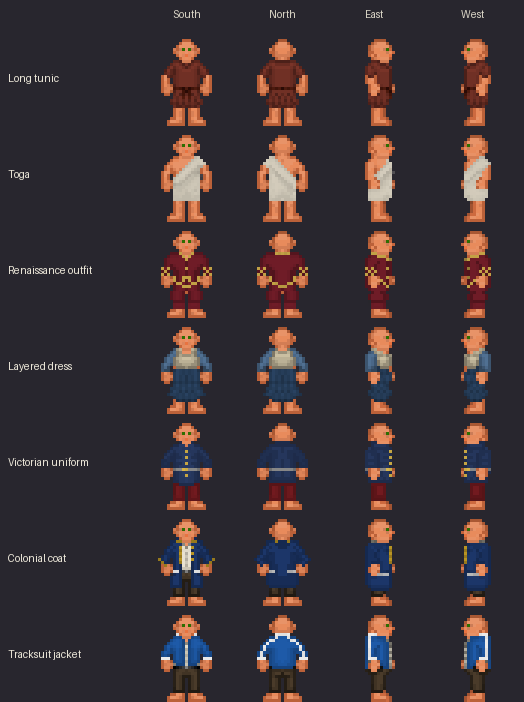 South North East West
Long tunic
Toga
Renaissance outfit
Layered dress
Victorian uniform
Colonial coat
Tracksuit jacket